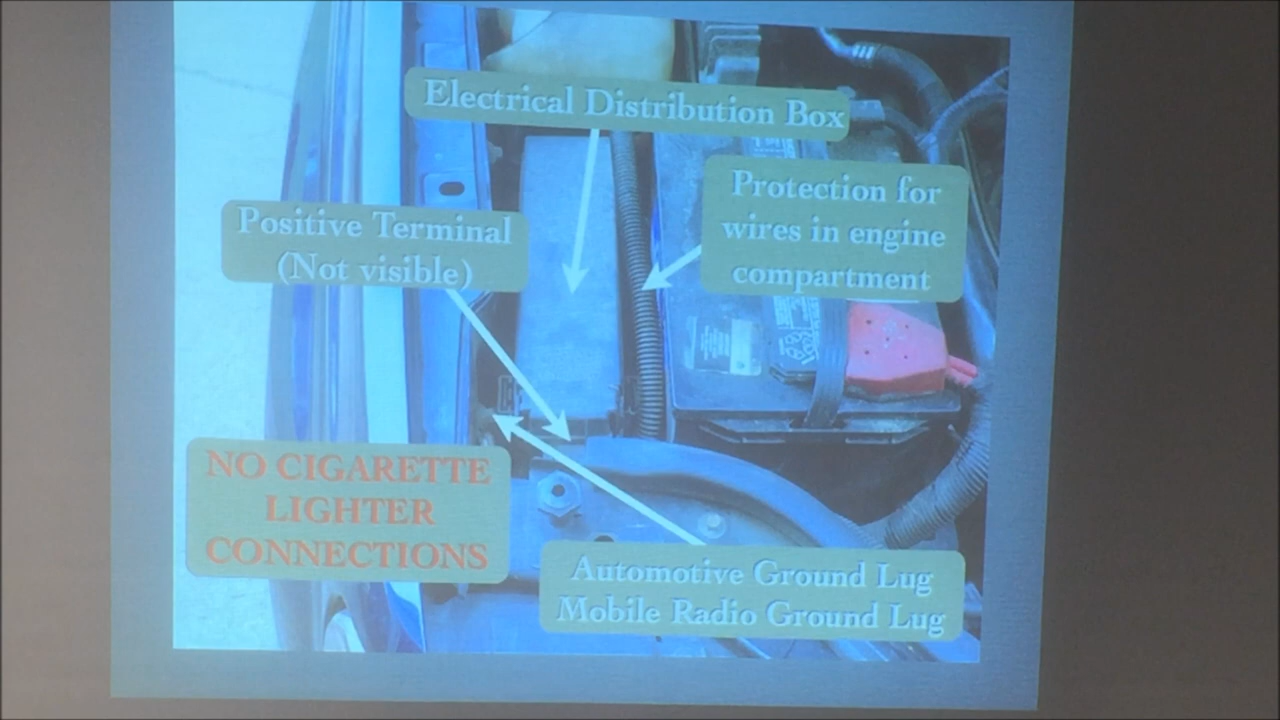 Electrical Distribution Box
Protection for
wires in engine
compartment
Positive Terminal
(Not visible)
NO CIGARETTE
LIGHTER
CONNECTIONS
Automotive Ground Lug
Mobile Radio Ground Lug